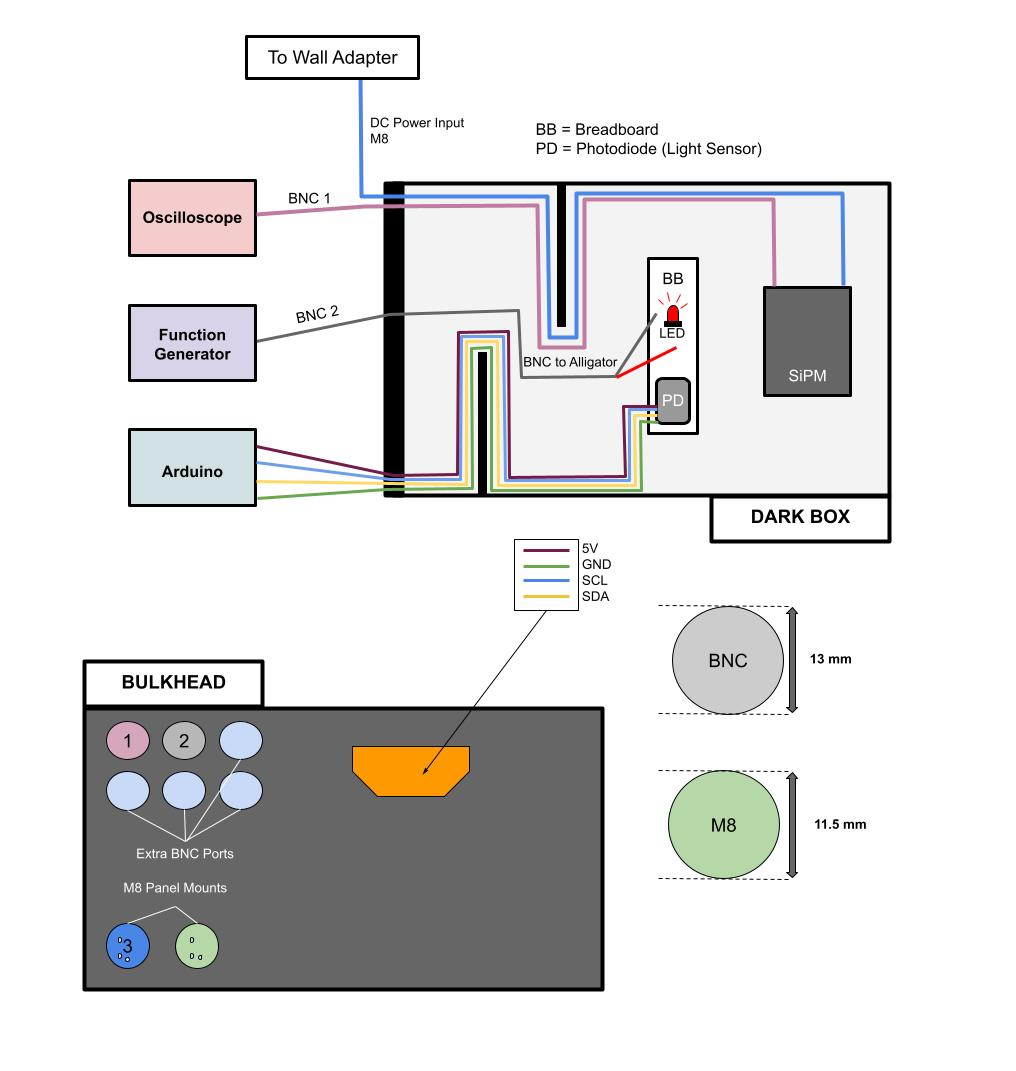 To Wall Adapter
DC Power Input
M8
BB = Breadboard
PD = Photodiode (Light Sensor)
Oscilloscope
BNC 1
Function
Generator
BNC 2
BB
LED
BNC to Alligator
PD
SiPM
Arduino
DARK BOX
5V
GND
SCL
SDA
BNC
13 mm
BULKHEAD
1
2
Extra BNC Ports
M8 Panel Mounts
3
M8
11.5 mm